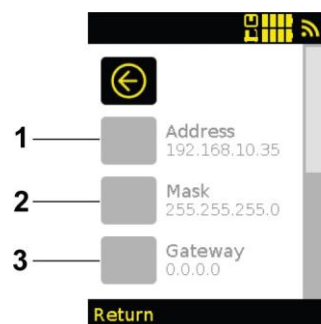 1
Address
192.168.10.35
2
Mask
255.255.255.0
3
Gateway
0.0.0.0
Return